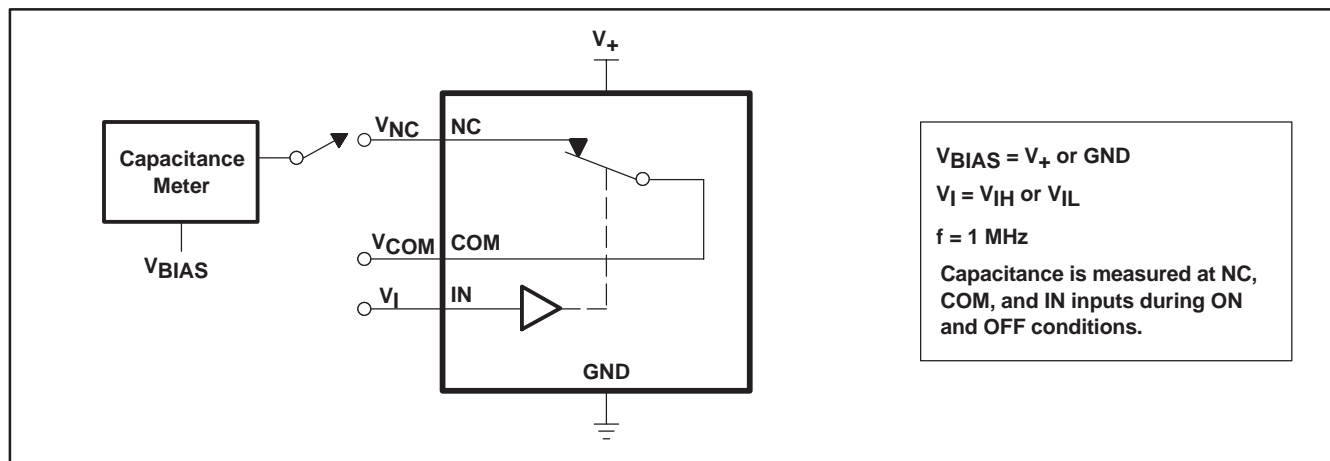 V+
VNC NC
Capacitance
Meter
VBIAS
VCOM COM
VI IN
GND
VBIAS = V+ or GND
VI = VIH or VIL
f = 1 MHz
Capacitance is measured at NC,
COM, and IN inputs during ON
and OFF conditions.